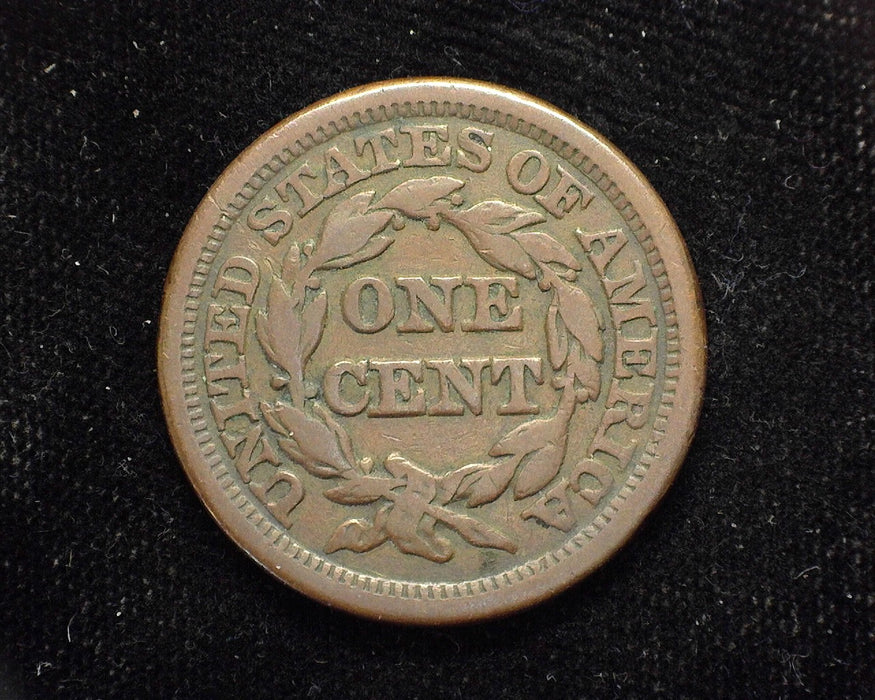 UNITED STATES OF AMERICA
ONE
CENT